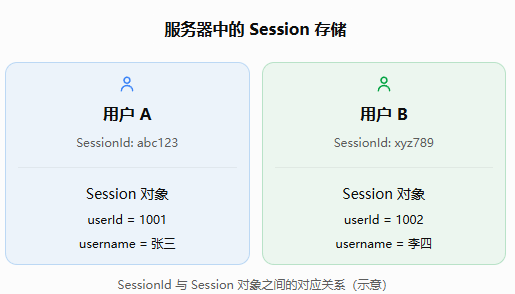 服务器中的 Session 存储
用户 A
SessionId: abc123
Session 对象
userId = 1001
username = 张三
用户 B
SessionId: xyz789
Session 对象
userId = 1002
username = 李四
SessionId 与 Session 对象之间的对应关系（示意）